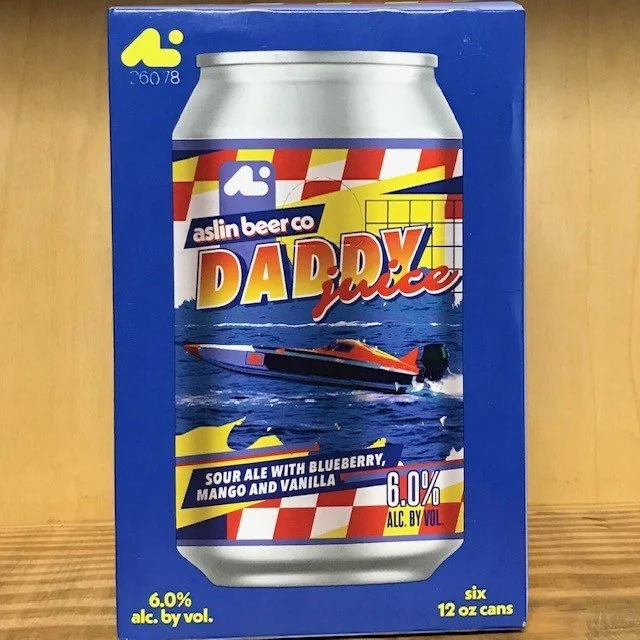 36078
aslin beer co
DADDY
juice
SOUR ALE WITH BLUEBERRY,
MANGO AND VANILLA
6.0%
ALC. BY VOL.
6.0%
alc. by vol.
six
12 oz cans